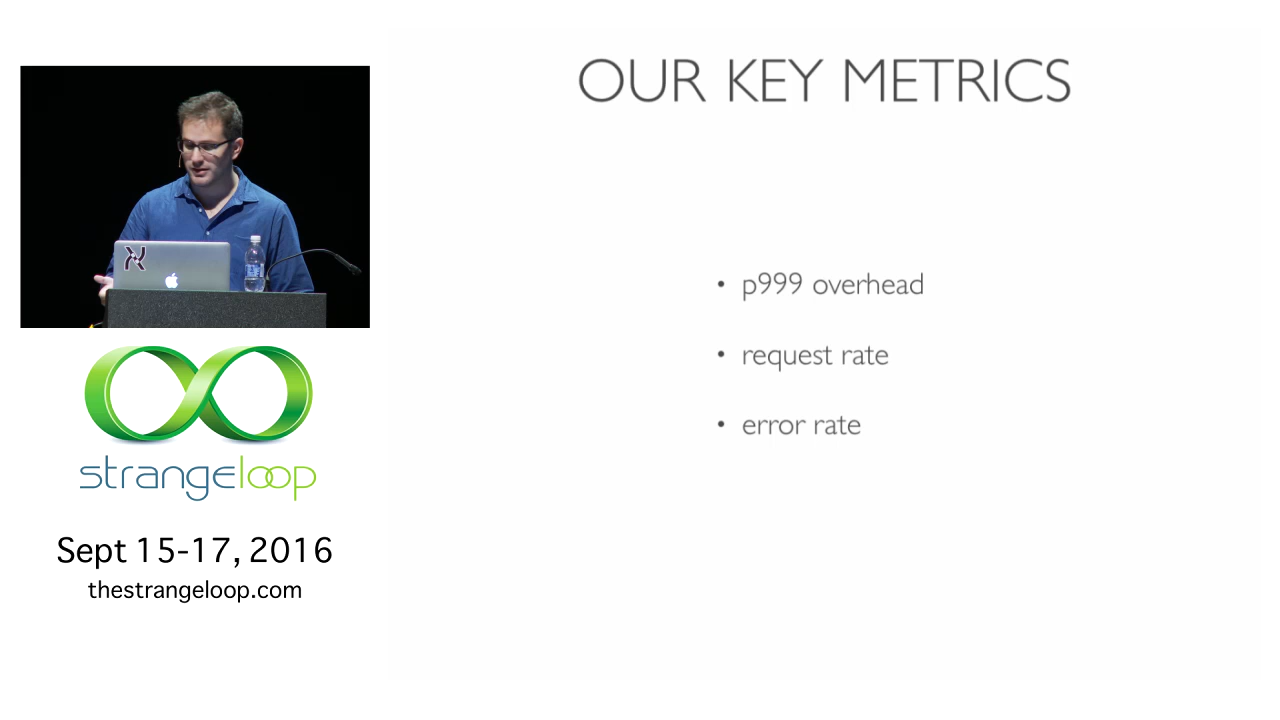 OUR KEY METRICS
• p999 overhead
• request rate
• error rate
strangeloop
Sept 15-17, 2016
thestrangeloop.com